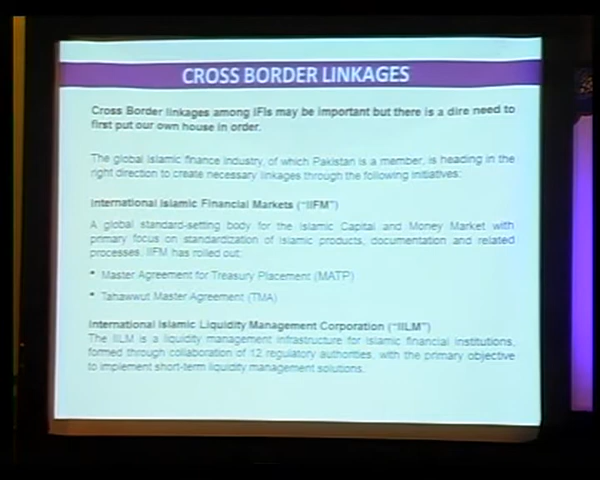 CROSS BORDER LINKAGES
Cross Border linkages among IFIs may be important but there is a dire need to
first put our own house in order.
The global Islamic finance industry, of which Pakistan is a member, is heading in the
right direction to create necessary linkages through the following initiatives:
International Islamic Financial Markets ("IIFM")
A global standard-setting body for the Islamic Capital and Money Market with
primary focus on standardization of Islamic products, documentation and related
processes. IIFM has rolled out:
• Master Agreement for Treasury Placement (MATP)
• Tahawwut Master Agreement (TMA)
International Islamic Liquidity Management Corporation ("IILM")
The IILM is a liquidity management infrastructure for Islamic financial institutions,
formed through collaboration of 12 regulatory authorities, with the primary objective
to implement short-term liquidity management solutions.